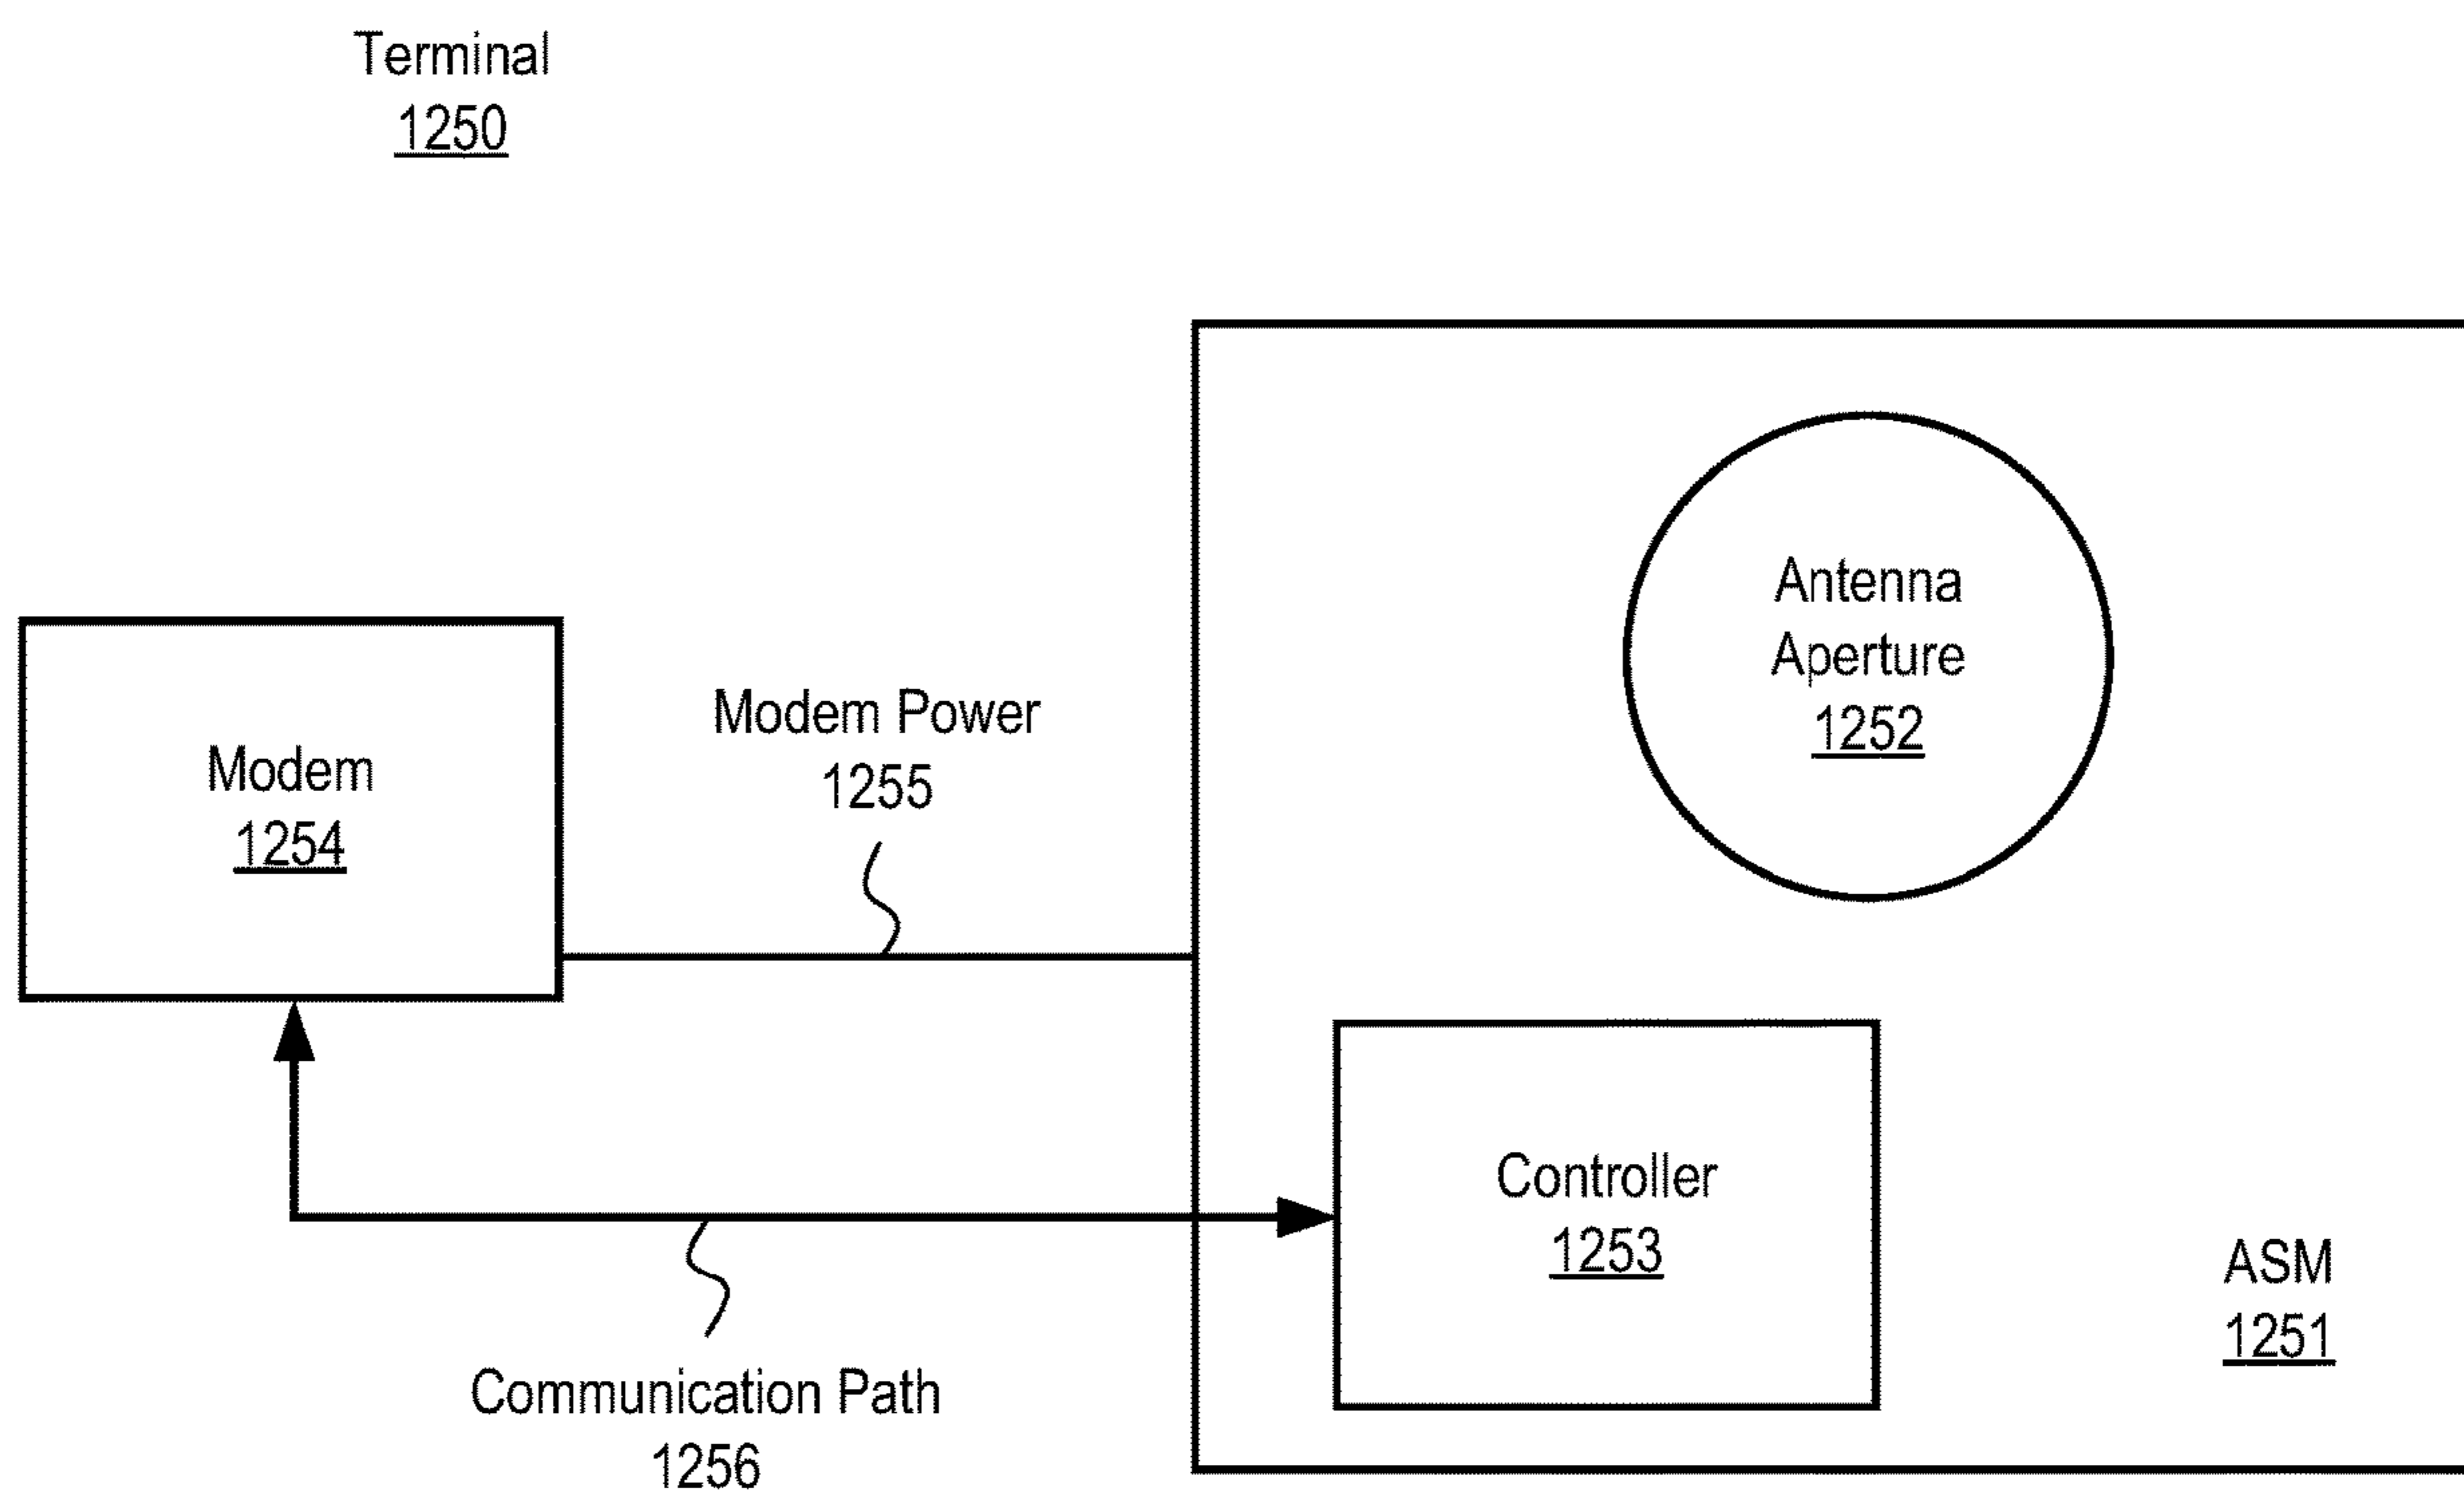 Terminal
1250
Antenna
Aperture
1252
Modem
1254
Modem Power
1255
Controller
1253
ASM
1251
Communication Path
1256